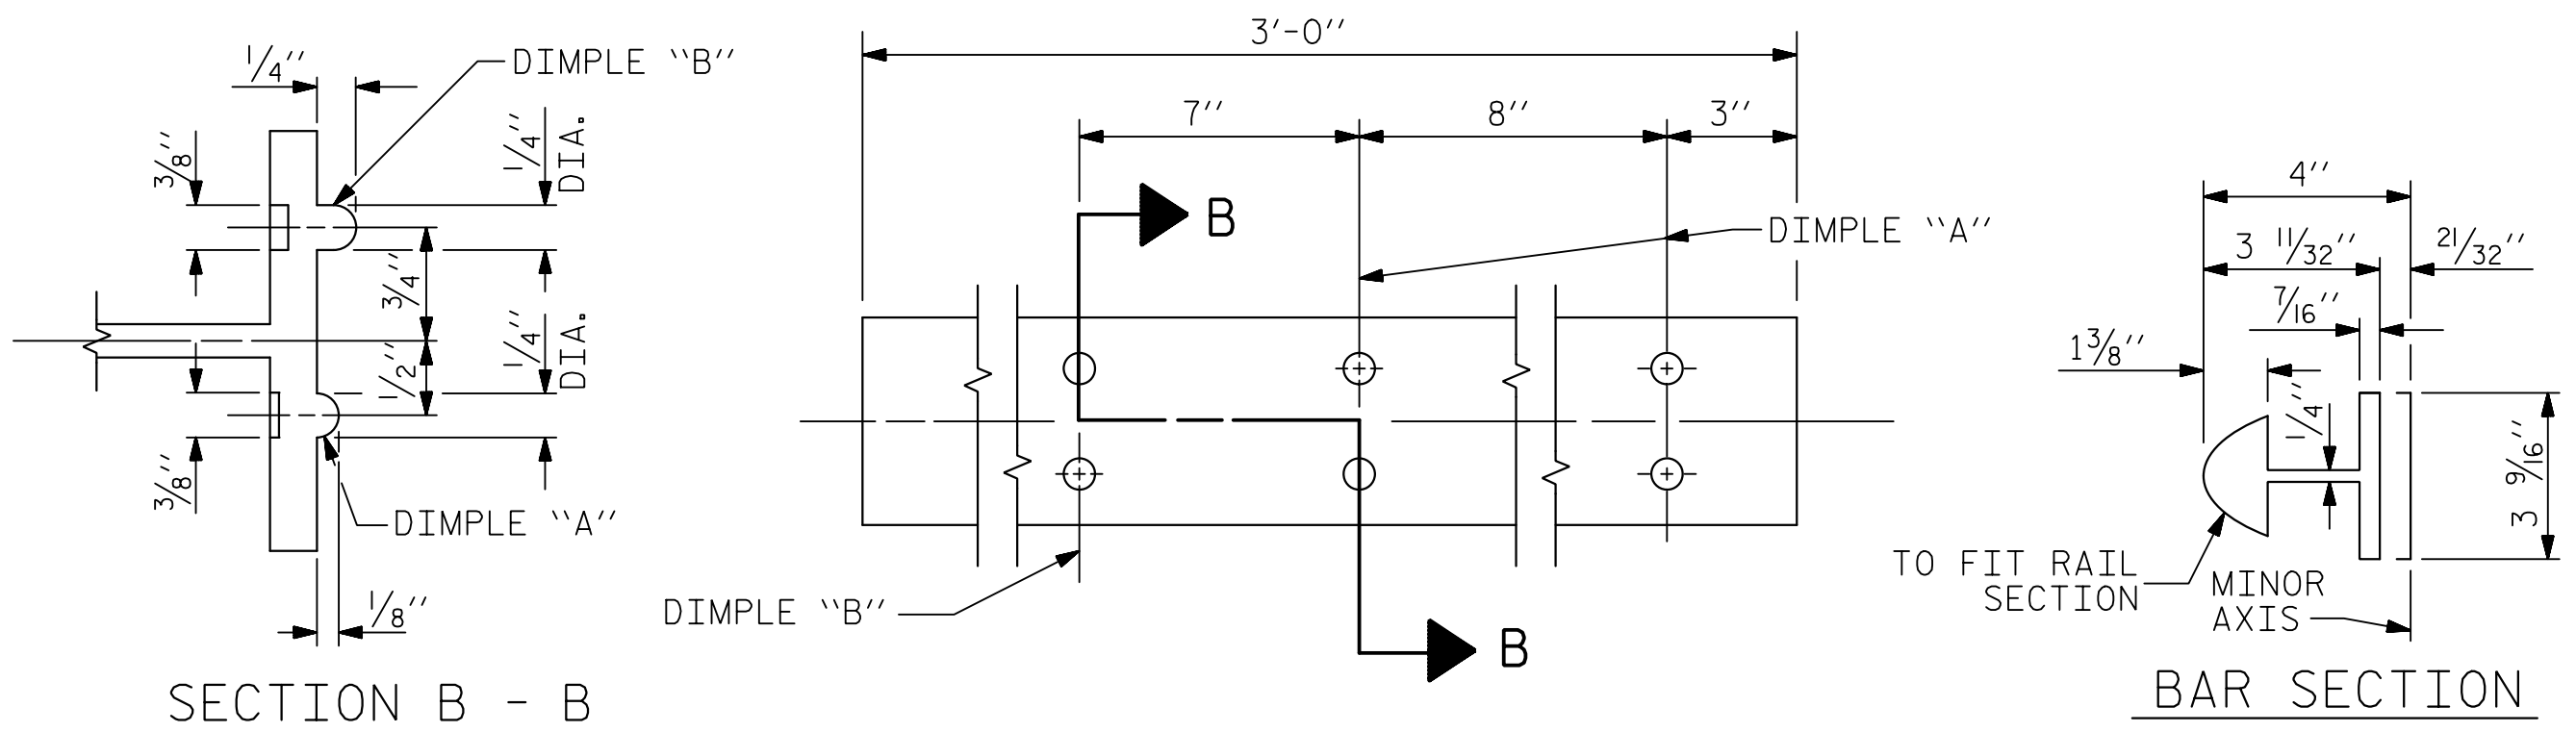 1/4"
DIMPLE "B"
3/8"
1/4"
DIA.
3/4"
1/2"
1/4"
DIA.
3/8"
DIMPLE "A"
1/8"
SECTION B - B
3'-0"
7"
8"
3"
B
DIMPLE "A"
DIMPLE "B"
B
4"
3 11/32"
21/32"
7/16"
1 3/8"
1/4"
3 9/16"
TO FIT RAIL
SECTION
MINOR
AXIS
BAR SECTION